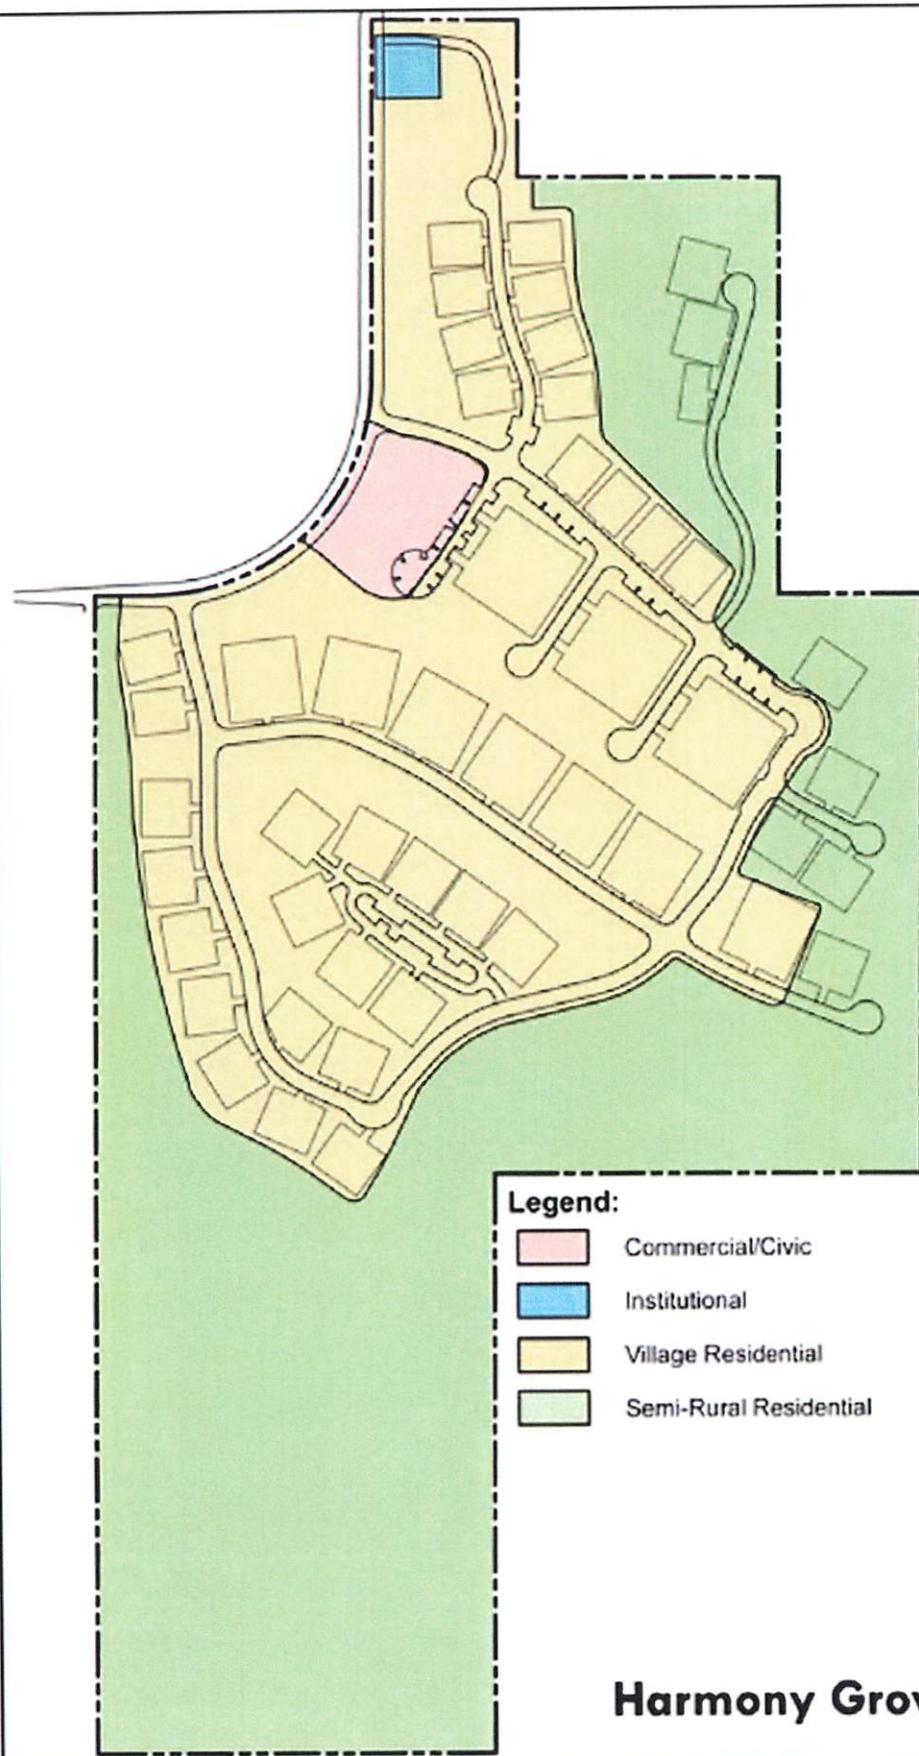 Legend:
Commercial/Civic
Institutional
Village Residential
Semi-Rural Residential
Harmony Grov